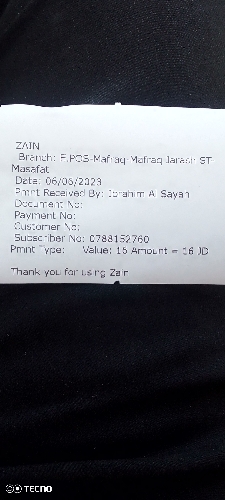 ZAIN
Branch: F.POS-Mafraq-Mafraq Jarash ST
Masafat
Date: 06/06/2023
Pmnt Received By: Ibrahim Al Sayah
Document No:
Payment No:
Customer No:
Subscriber No: 0788152760
Pmnt Type: Value: 16 Amount = 16 JD
Thank you for using Zain
TECNO